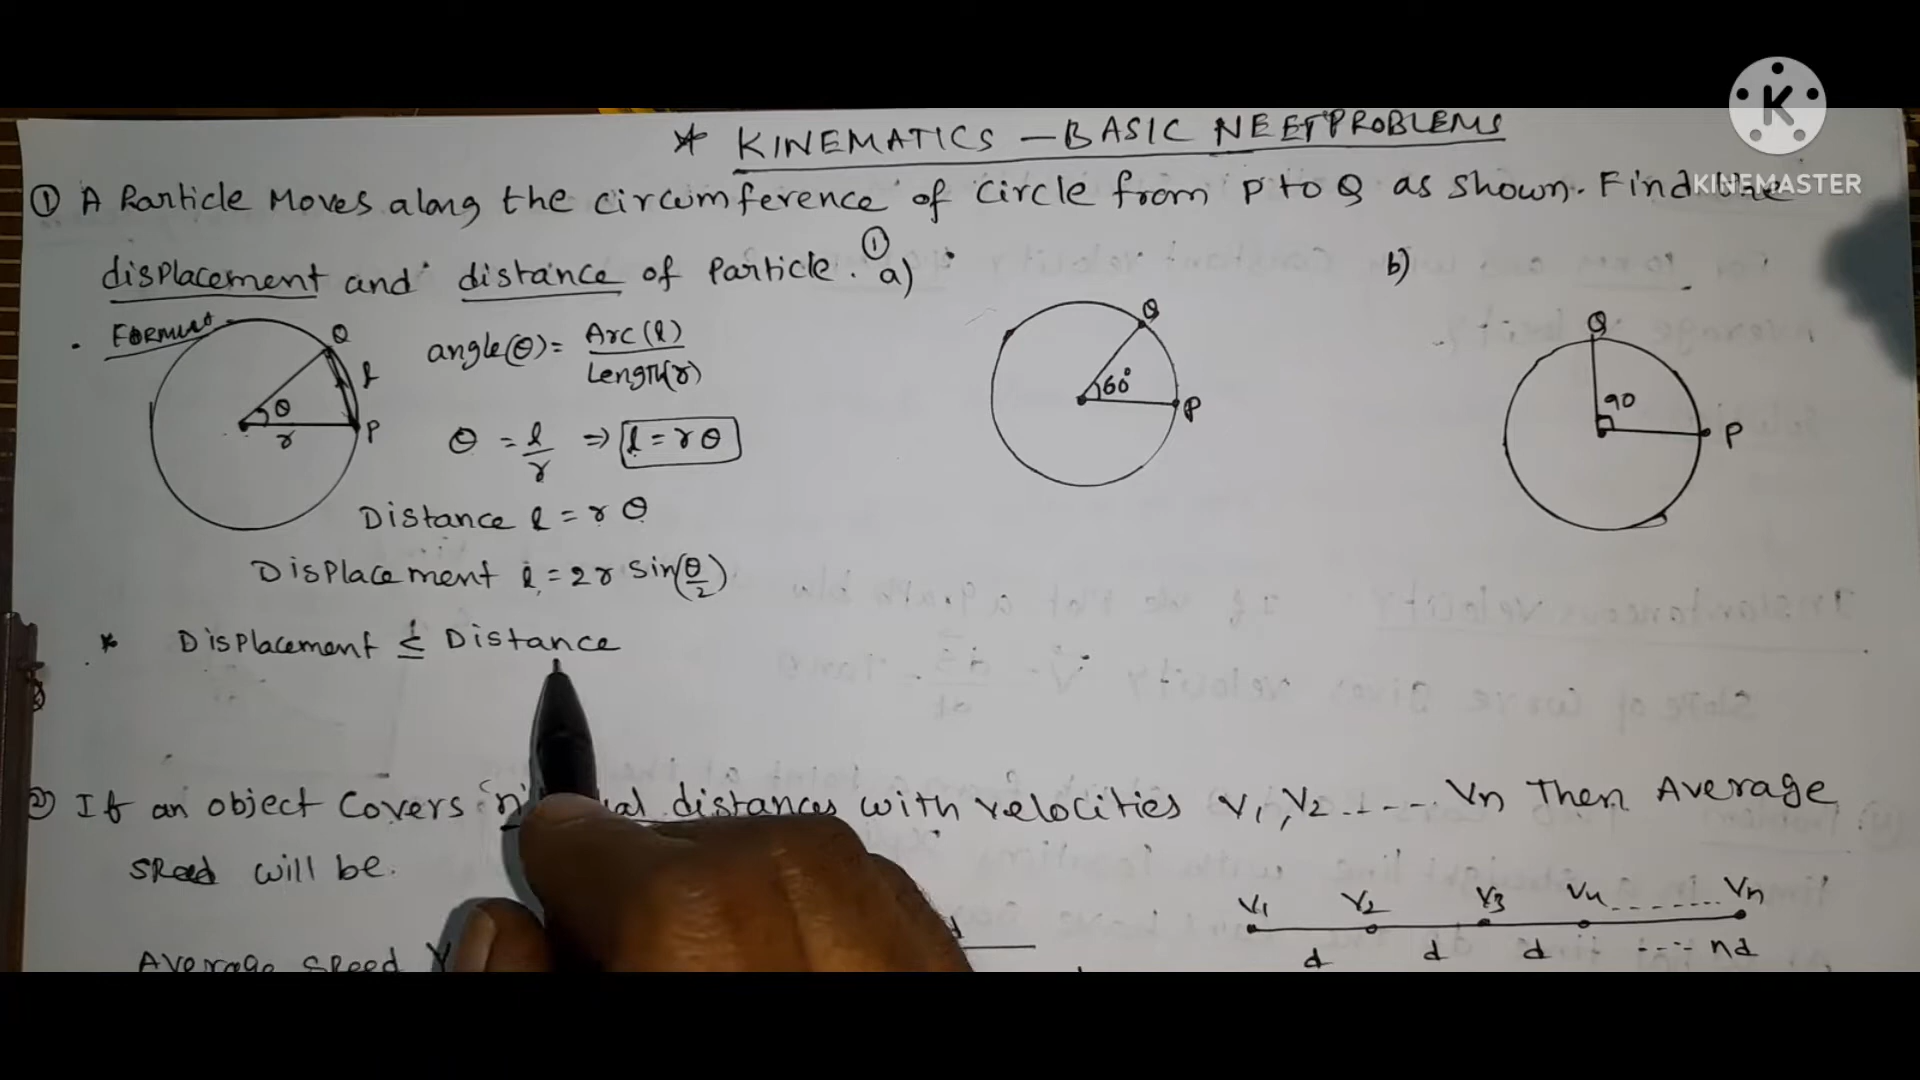 * KINEMATICS - BASIC NEET PROBLEMS
KINEMASTER
① A Particle Moves along the circumference of circle from P to Q as shown. Find the
displacement and distance of Particle. ① a)
b)
Formula
Q
l
θ
r
P
angle(θ) = Arc (l) / Length(r)
θ = l/r => l = rθ
Distance l = r θ
Displacement l = 2r sin(θ/2)
* Displacement ≤ Distance
Q
60°
P
Q
90
P
② If an object Covers 'n' distances with velocities V1, V2 ..... Vn Then Average
speed will be.
V1 V2 V3 V4 ........ Vn
d d d ---- nd
Average speed V